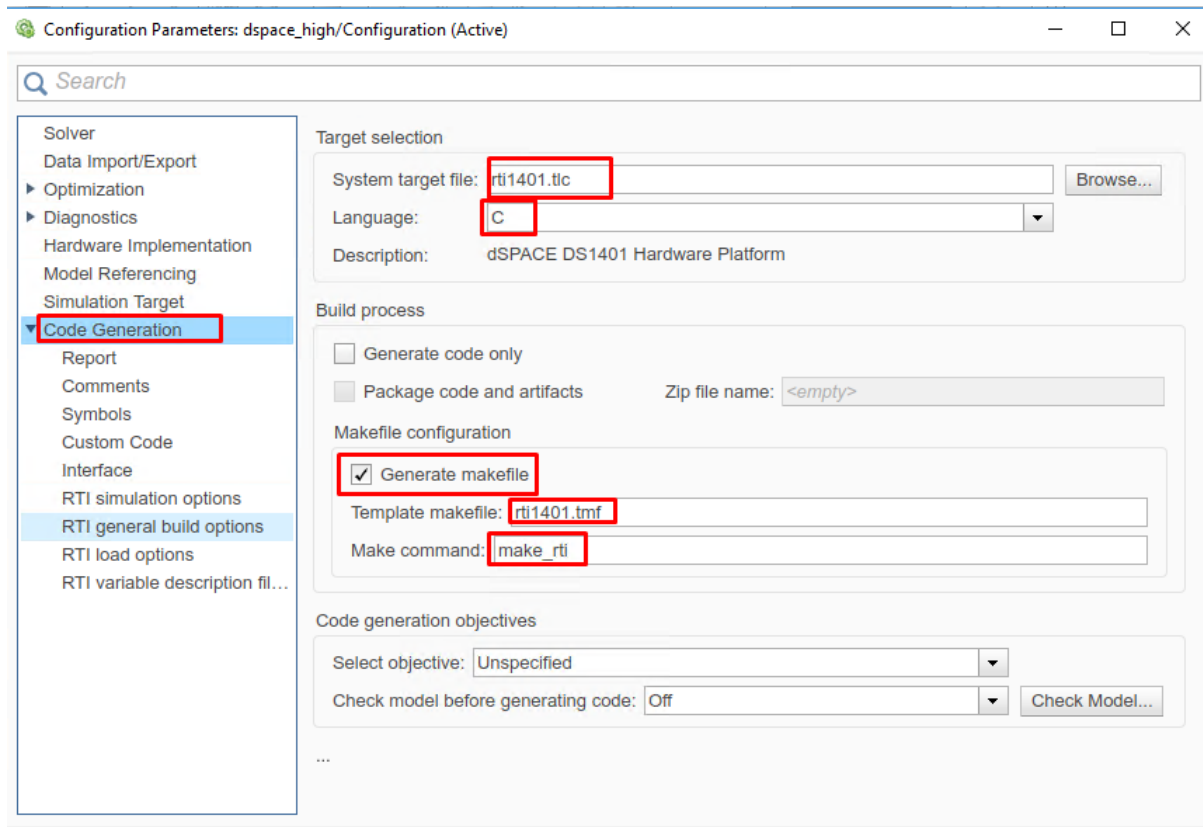 Configuration Parameters: dspace_high/Configuration (Active)
Search
Solver
Data Import/Export
Optimization
Diagnostics
Hardware Implementation
Model Referencing
Simulation Target
Code Generation
Report
Comments
Symbols
Custom Code
Interface
RTI simulation options
RTI general build options
RTI load options
RTI variable description fil...
Target selection
System target file: rti1401.tlc Browse...
Language: C
Description: dSPACE DS1401 Hardware Platform
Build process
Generate code only
Package code and artifacts Zip file name: <empty>
Makefile configuration
Generate makefile
Template makefile: rti1401.tmf
Make command: make_rti
Code generation objectives
Select objective: Unspecified
Check model before generating code: Off Check Model...
...